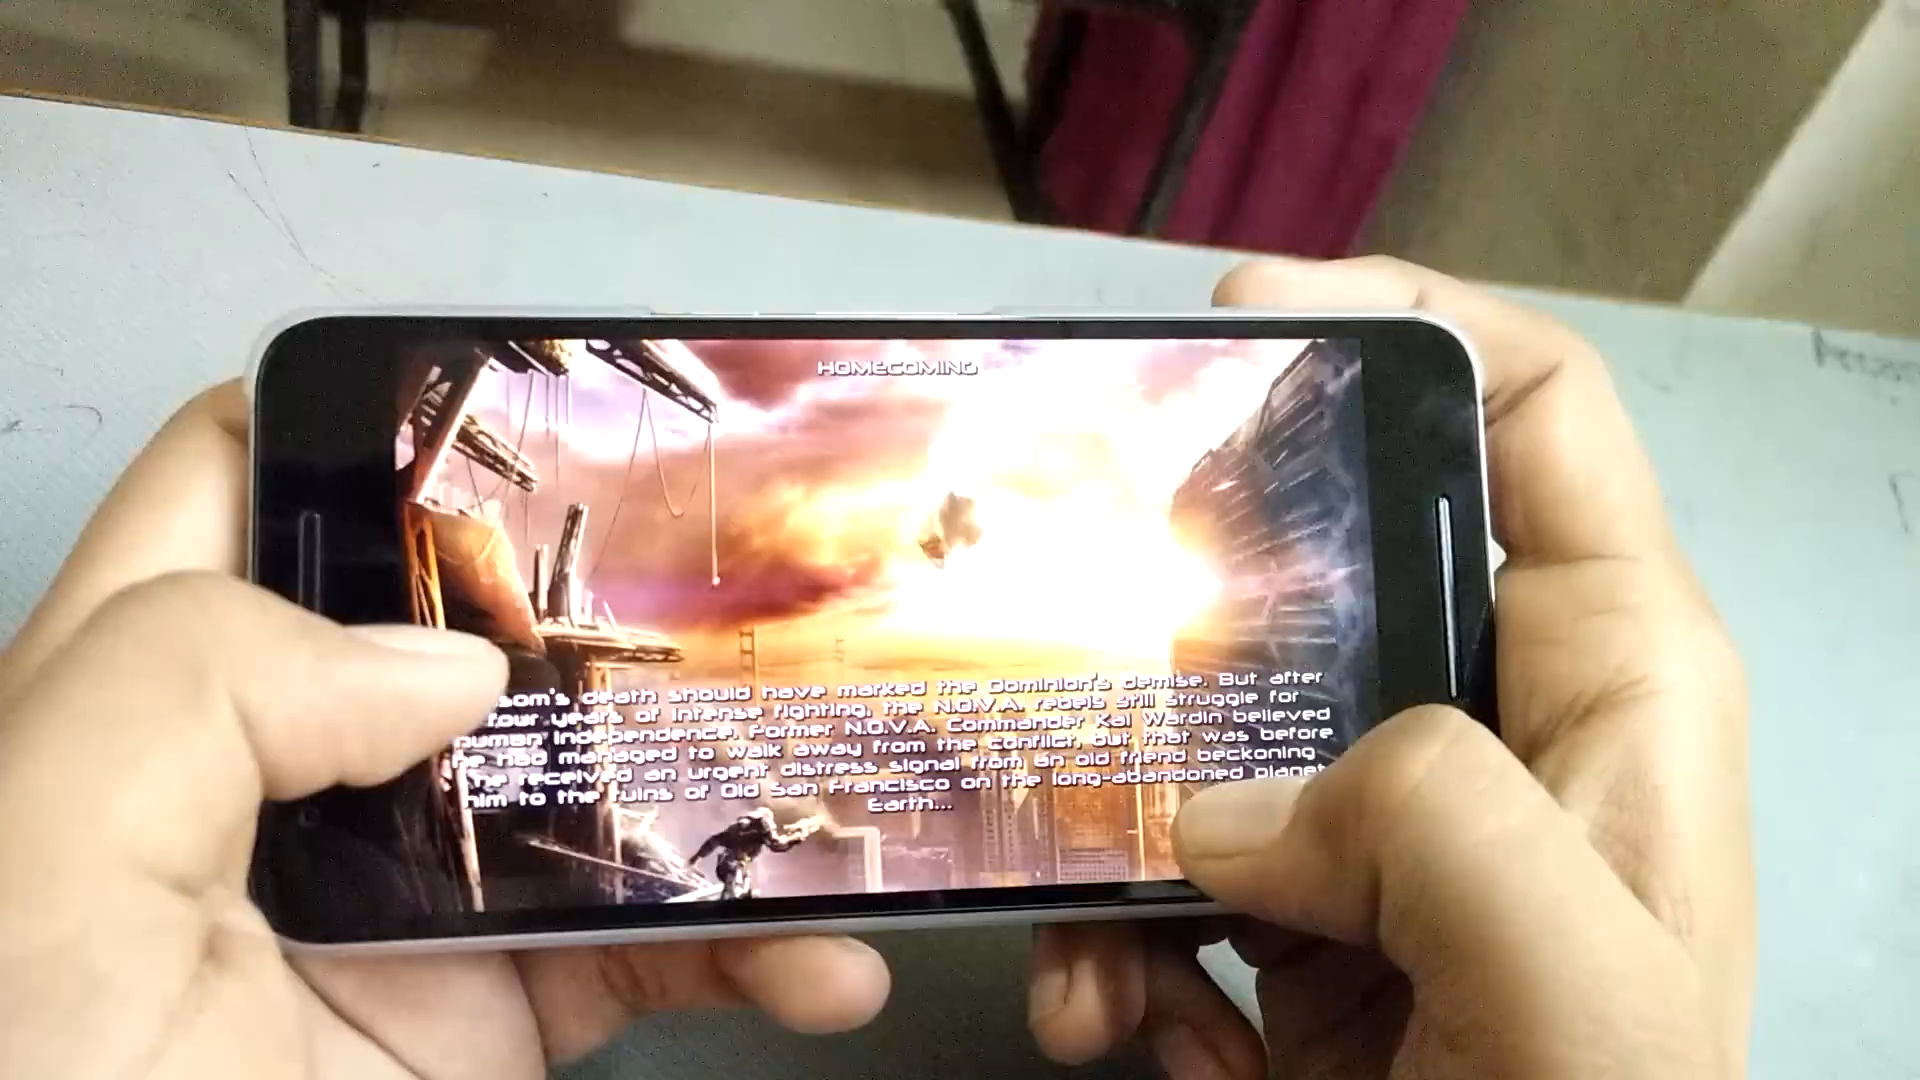 HOMECOMING
som's death should have marked the Dominion's demise. But after
four years of intense fighting, the N.O.V.A. rebels still struggle for
human independence. Former N.O.V.A. Commander Kal Wardin believed
he had managed to walk away from the conflict, but that was before
he received an urgent distress signal from an old friend beckoning
him to the ruins of Old San Francisco on the long-abandoned planet
Earth...